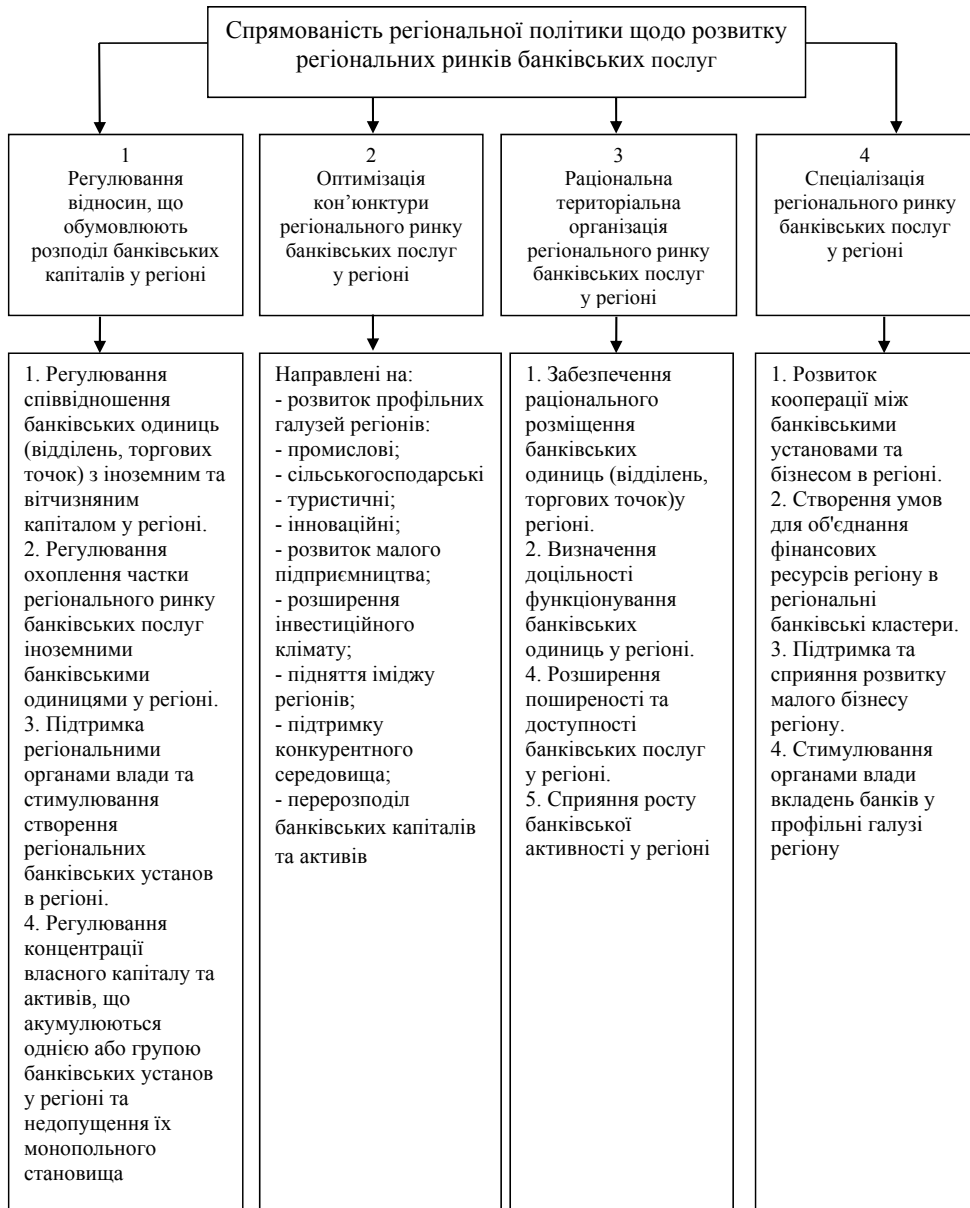 Спрямованість регіональної політики щодо розвитку
регіональних ринків банківських послуг
1
Регулювання
відносин, що
обумовлюють
розподіл банківських
капіталів у регіоні
2
Оптимізація
кон’юнктури
регіонального ринку
банківських послуг
у регіоні
3
Раціональна
територіальна
організація
регіонального ринку
банківських послуг
у регіоні
4
Спеціалізація
регіонального ринку
банківських послуг
у регіоні
1. Регулювання
співвідношення
банківських одиниць
(відділень, торгових
точок) з іноземним та
вітчизняним
капіталом у регіоні.
2. Регулювання
охоплення частки
регіонального ринку
банківських послуг
іноземними
банківськими
одиницями у регіоні.
3. Підтримка
регіональними
органами влади та
стимулювання
створення
регіональних
банківських установ
в регіоні.
4. Регулювання
концентрації
власного капіталу та
активів, що
акумулюються
однією або групою
банківських установ
у регіоні та
недопущення їх
монопольного
становища
Направлені на:
- розвиток профільних
галузей регіонів:
- промислові;
- сільськогосподарські
- туристичні;
- інноваційні;
- розвиток малого
підприємництва;
- розширення
інвестиційного
клімату;
- підняття іміджу
регіонів;
- підтримку
конкурентного
середовища;
- перерозподіл
банківських капіталів
та активів
1. Забезпечення
раціонального
розміщення
банківських
одиниць (відділень,
торгових точок)у
регіоні.
2. Визначення
доцільності
функціонування
банківських
одиниць у регіоні.
4. Розширення
поширеності та
доступності
банківських послуг
у регіоні.
5. Сприяння росту
банківської
активності у регіоні
1. Розвиток
кооперації між
банківськими
установами та
бізнесом в регіоні.
2. Створення умов
для об'єднання
фінансових
ресурсів регіону в
регіональні
банківські кластери.
3. Підтримка та
сприяння розвитку
малого бізнесу
регіону.
4. Стимулювання
органами влади
вкладень банків у
профільні галузі
регіону